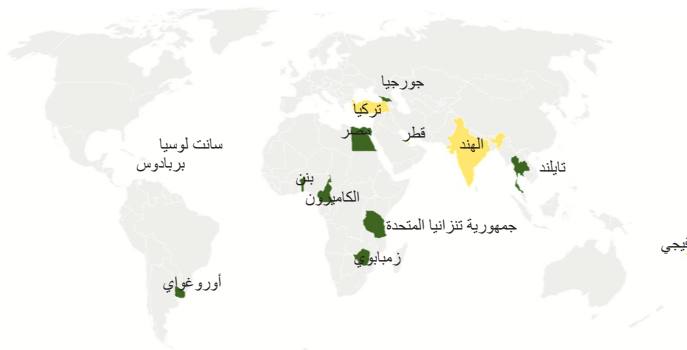 جورجيا
تركيا
مصر
قطر
الهند
سانت لوسيا
بربادوس
تايلند
بنن
الكاميرون
جمهورية تنزانيا المتحدة
فيجي
زمبابوي
أوروغواي